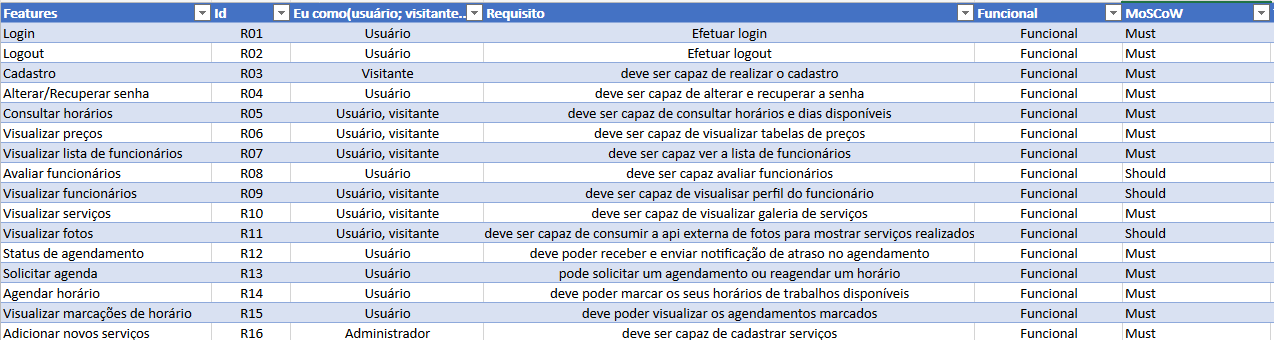 Features Id Eu como(usuário; visitante... Requisito Funcional MoSCoW
Login R01 Usuário Efetuar login Funcional Must
Logout R02 Usuário Efetuar logout Funcional Must
Cadastro R03 Visitante deve ser capaz de realizar o cadastro Funcional Must
Alterar/Recuperar senha R04 Usuário deve ser capaz de alterar e recuperar a senha Funcional Must
Consultar horários R05 Usuário, visitante deve ser capaz de consultar horários e dias disponíveis Funcional Must
Visualizar preços R06 Usuário, visitante deve ser capaz de visualizar tabelas de preços Funcional Must
Visualizar lista de funcionários R07 Usuário, visitante deve ser capaz ver a lista de funcionários Funcional Must
Avaliar funcionários R08 Usuário deve ser capaz avaliar funcionários Funcional Should
Visualizar funcionários R09 Usuário, visitante deve ser capaz de visualisar perfil do funcionário Funcional Should
Visualizar serviços R10 Usuário, visitante deve ser capaz de visualizar galeria de serviços Funcional Must
Visualizar fotos R11 Usuário, visitante deve ser capaz de consumir a api externa de fotos para mostrar serviços realizados Funcional Should
Status de agendamento R12 Usuário deve poder receber e enviar notificação de atraso no agendamento Funcional Must
Solicitar agenda R13 Usuário pode solicitar um agendamento ou reagendar um horário Funcional Must
Agendar horário R14 Usuário deve poder marcar os seus horários de trabalhos disponíveis Funcional Must
Visualizar marcações de horário R15 Usuário deve poder visualizar os agendamentos marcados Funcional Must
Adicionar novos serviços R16 Administrador deve ser capaz de cadastrar serviços Funcional Must